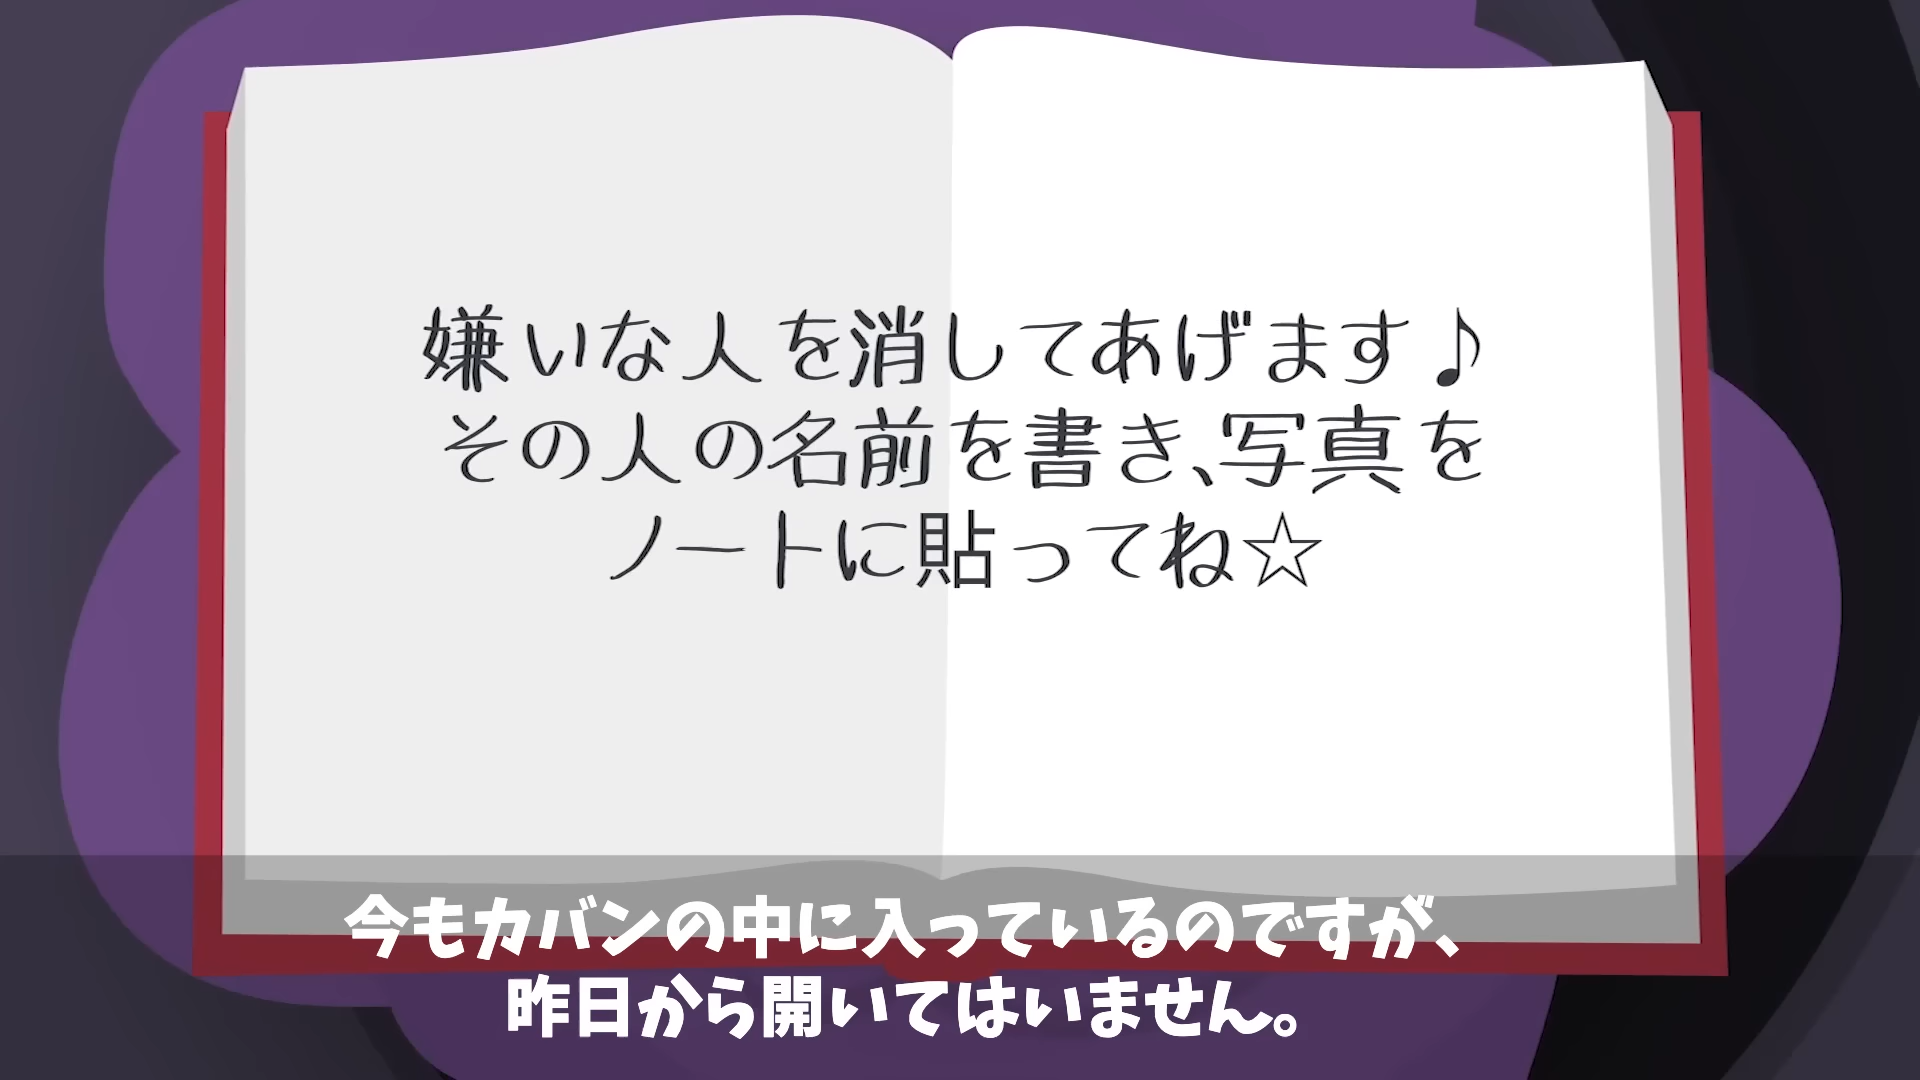 嫌いな人を消してあげます♪
その人の名前を書き、写真を
ノートに貼ってね☆
今もカバンの中に入っているのですが、
昨日から開いてはいません。